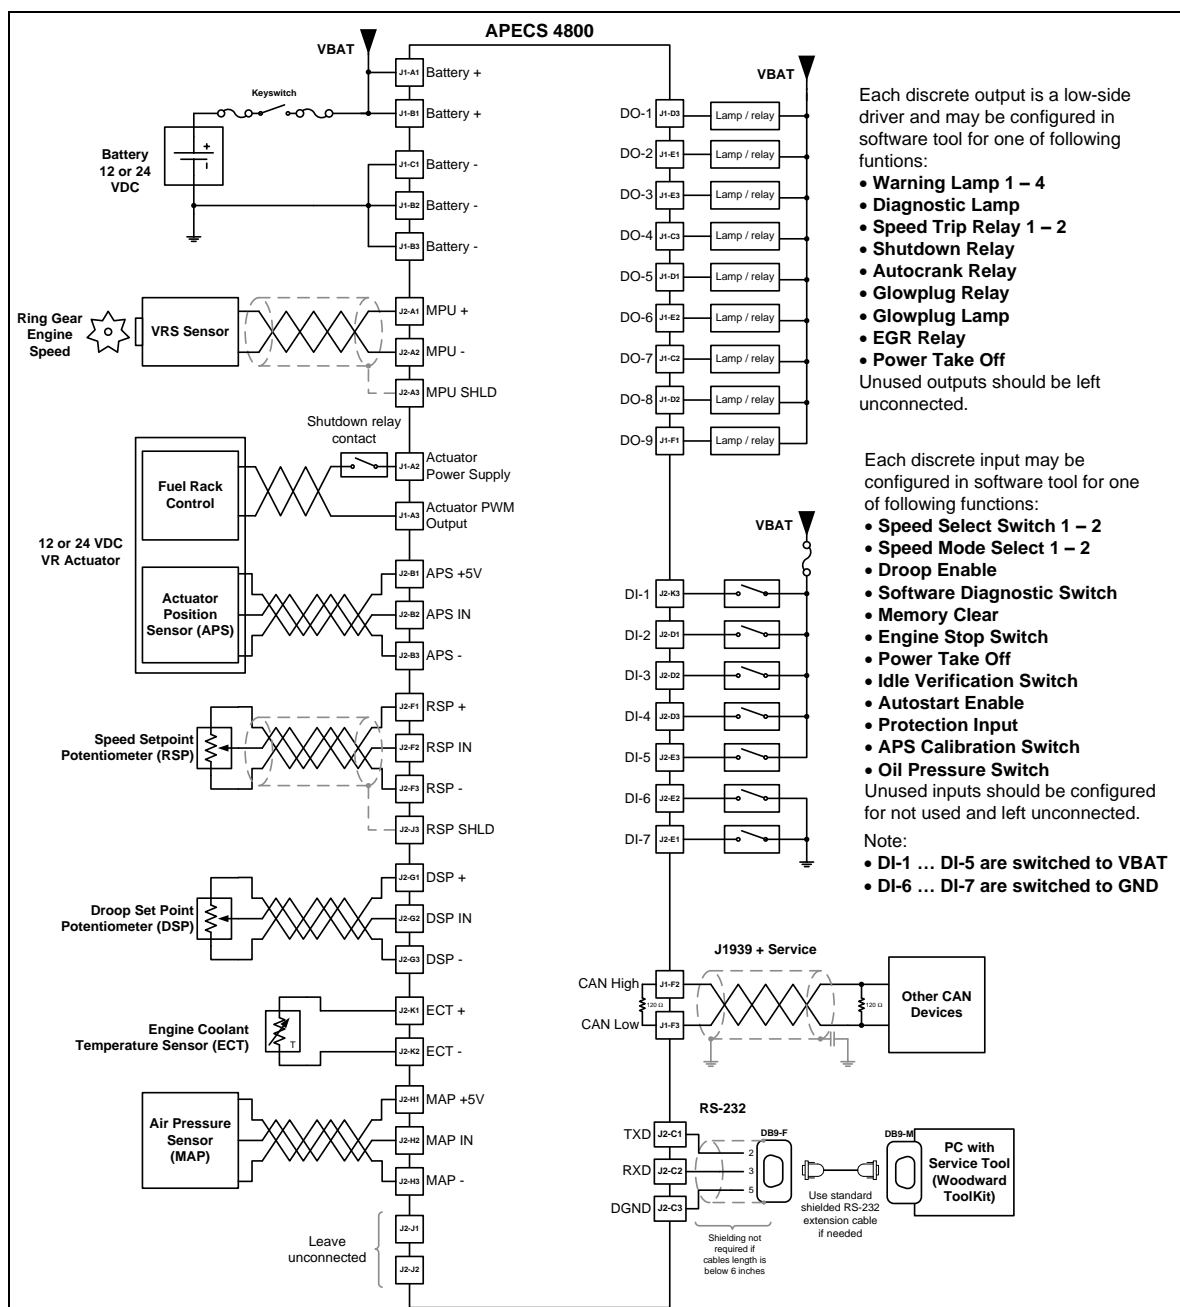 APECS 4800
VBAT
Keyswitch
Battery
12 or 24
VDC
+
J1-A1 Battery +
J1-B1 Battery +
J1-C1 Battery -
J1-B2 Battery -
J1-B3 Battery -
Ring Gear
Engine
Speed
VRS Sensor
J2-A1 MPU +
J2-A2 MPU -
J2-A3 MPU SHLD
Shutdown relay
contact
12 or 24 VDC
VR Actuator
Fuel Rack
Control
J1-A2 Actuator
Power Supply
J1-A3 Actuator PWM
Output
Actuator
Position
Sensor (APS)
J2-B1 APS +5V
J2-B2 APS IN
J2-B3 APS -
Speed Setpoint
Potentiometer (RSP)
J2-F1 RSP +
J2-F2 RSP IN
J2-F3 RSP -
J2-J3 RSP SHLD
Droop Set Point
Potentiometer (DSP)
J2-G1 DSP +
J2-G2 DSP IN
J2-G3 DSP -
Engine Coolant
Temperature Sensor (ECT)
T
J2-K1 ECT +
J2-K2 ECT -
Air Pressure
Sensor
(MAP)
J2-H1 MAP +5V
J2-H2 MAP IN
J2-H3 MAP -
Leave
unconnected
J2-J1
J2-J2
VBAT
DO-1 J1-D3 Lamp / relay
DO-2 J1-E1 Lamp / relay
DO-3 J1-E3 Lamp / relay
DO-4 J1-C3 Lamp / relay
DO-5 J1-D1 Lamp / relay
DO-6 J1-E2 Lamp / relay
DO-7 J1-C2 Lamp / relay
DO-8 J1-D2 Lamp / relay
DO-9 J1-F1 Lamp / relay
Each discrete output is a low-side
driver and may be configured in
software tool for one of following
funtions:
• Warning Lamp 1 – 4
• Diagnostic Lamp
• Speed Trip Relay 1 – 2
• Shutdown Relay
• Autocrank Relay
• Glowplug Relay
• Glowplug Lamp
• EGR Relay
• Power Take Off
Unused outputs should be left
unconnected.
VBAT
DI-1 J2-K3
DI-2 J2-D1
DI-3 J2-D2
DI-4 J2-D3
DI-5 J2-E3
DI-6 J2-E2
DI-7 J2-E1
Each discrete input may be
configured in software tool for one
of following functions:
• Speed Select Switch 1 – 2
• Speed Mode Select 1 – 2
• Droop Enable
• Software Diagnostic Switch
• Memory Clear
• Engine Stop Switch
• Power Take Off
• Idle Verification Switch
• Autostart Enable
• Protection Input
• APS Calibration Switch
• Oil Pressure Switch
Unused inputs should be configured
for not used and left unconnected.
Note:
• DI-1 ... DI-5 are switched to VBAT
• DI-6 ... DI-7 are switched to GND
J1939 + Service
CAN High J1-F2
120 Ω
CAN Low J1-F3
120 Ω
Other CAN
Devices
RS-232
TXD J2-C1
RXD J2-C2
DGND J2-C3
2
3
5
DB9-F
DB9-M
PC with
Service Tool
(Woodward
ToolKit)
Use standard
shielded RS-232
extension cable
if needed
Shielding not
required if
cables length is
below 6 inches